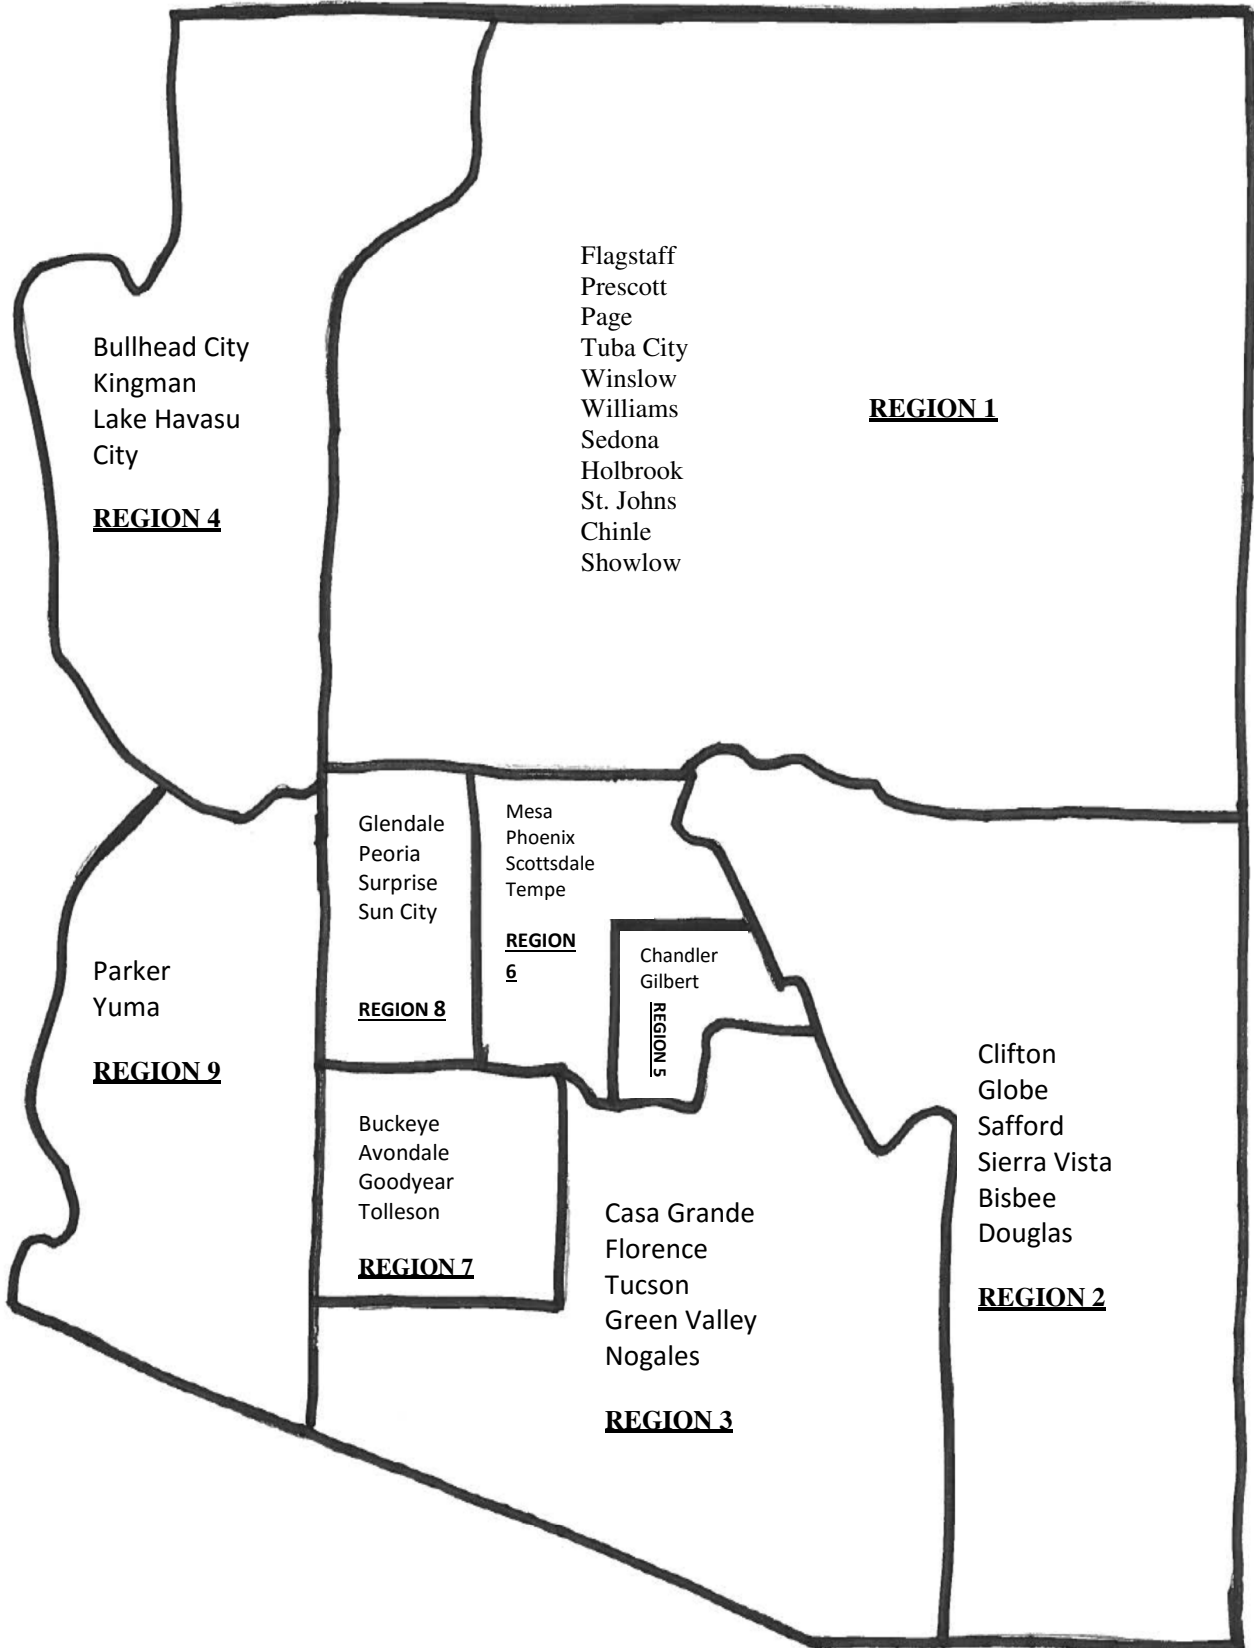 Flagstaff
Prescott
Page
Tuba City
Winslow
Williams
Sedona
Holbrook
St. Johns
Chinle
Showlow
REGION 1
Bullhead City
Kingman
Lake Havasu
City
REGION 4
Glendale
Peoria
Surprise
Sun City
REGION 8
Mesa
Phoenix
Scottsdale
Tempe
REGION
6
Chandler
Gilbert
REGION 5
Parker
Yuma
REGION 9
Buckeye
Avondale
Goodyear
Tolleson
REGION 7
Casa Grande
Florence
Tucson
Green Valley
Nogales
REGION 3
Clifton
Globe
Safford
Sierra Vista
Bisbee
Douglas
REGION 2